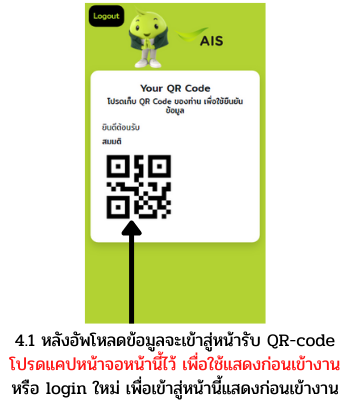 Logout
AIS
Your QR Code
โปรดเก็บ QR Code ของท่าน เพื่อใช้ยืนยัน
ข้อมูล
ยินดีต้อนรับ
สมมติ
4.1 หลังอัพโหลดข้อมูลจะเข้าสู่หน้ารับ QR-code
โปรดแคปหน้าจอหน้านี้ไว้ เพื่อใช้แสดงก่อนเข้างาน
หรือ login ใหม่ เพื่อเข้าสู่หน้านี้แสดงก่อนเข้างาน